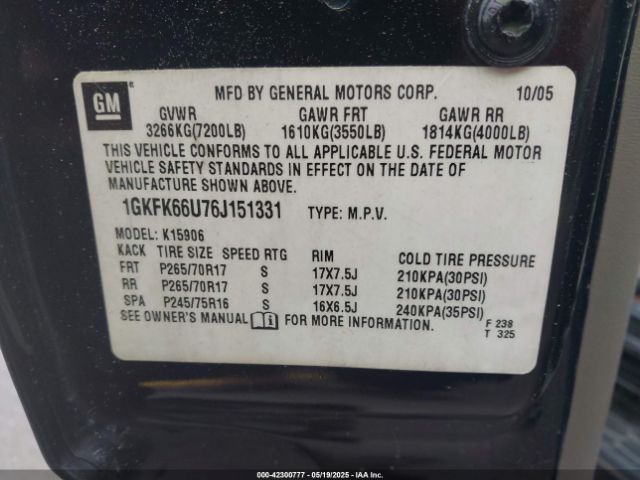 GM
MFD BY GENERAL MOTORS CORP. 10/05
GVWR GAWR FRT GAWR RR
3266KG(7200LB) 1610KG(3550LB) 1814KG(4000LB)
THIS VEHICLE CONFORMS TO ALL APPLICABLE U.S. FEDERAL MOTOR
VEHICLE SAFETY STANDARDS IN EFFECT ON THE DATE OF
MANUFACTURE SHOWN ABOVE.
1GKFK66U76J151331 TYPE: M.P.V.
MODEL: K15906
KACK TIRE SIZE SPEED RTG RIM COLD TIRE PRESSURE
FRT P265/70R17 S 17X7.5J 210KPA(30PSI)
RR P265/70R17 S 17X7.5J 210KPA(30PSI)
SPA P245/75R16 S 16X6.5J 240KPA(35PSI)
SEE OWNER'S MANUAL FOR MORE INFORMATION.
F 238
T 325
000-42300777 - 05/19/2025 - IAAI.COM